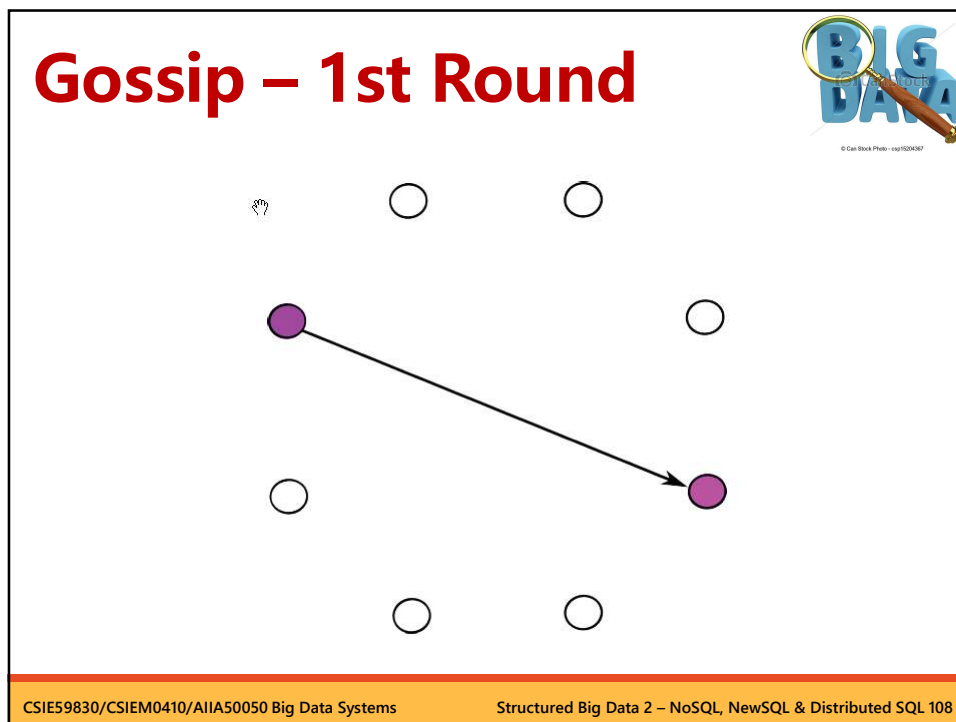 Gossip – 1st Round
BIG
DATA
© CanStock
© Can Stock Photo - csp15204367
CSIE59830/CSIEM0410/AIIA50050 Big Data Systems
Structured Big Data 2 – NoSQL, NewSQL & Distributed SQL 108